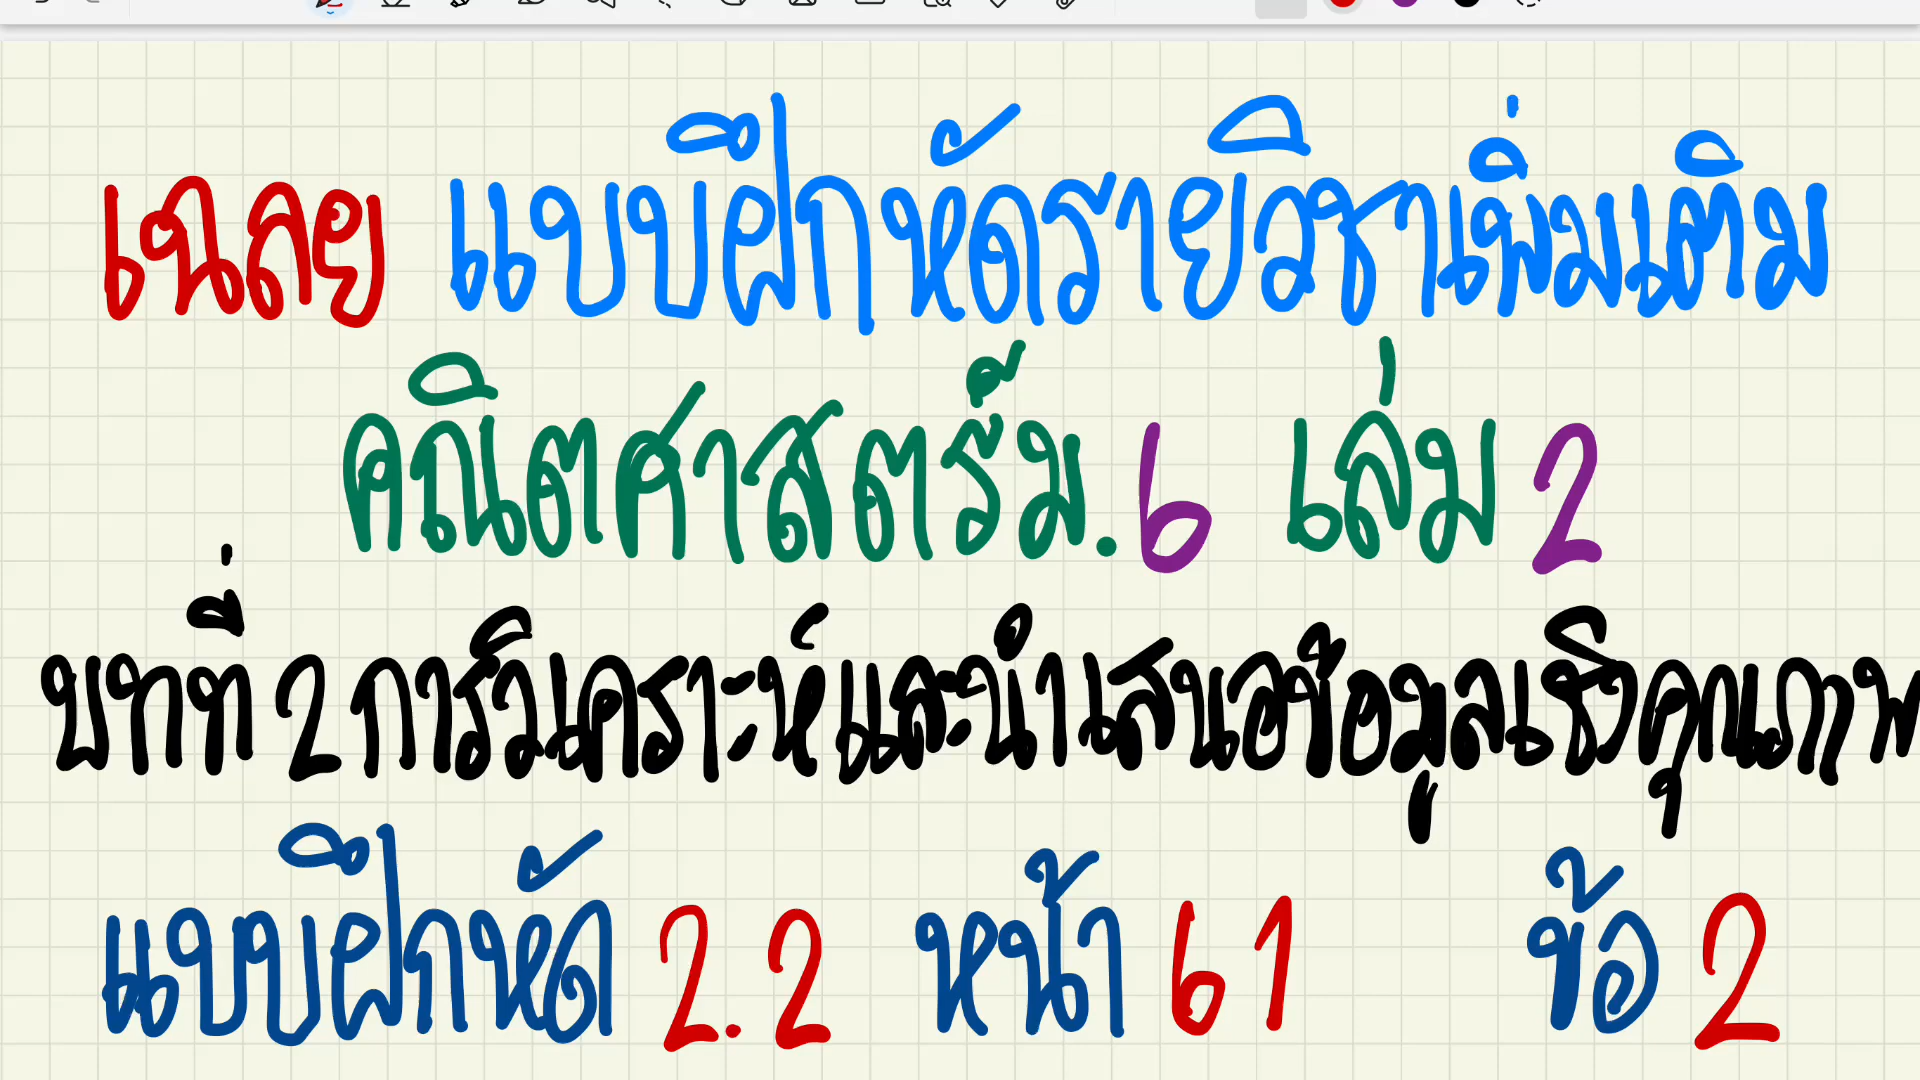 เฉลย แบบฝึกหัดรายวิชาเพิ่มเติม
คณิตศาสตร์ม.6 เล่ม 2
บทที่ 2 การวิเคราะห์และนำเสนอข้อมูลเชิงคุณภาพ
แบบฝึกหัด 2.2 หน้า 61 ข้อ 2